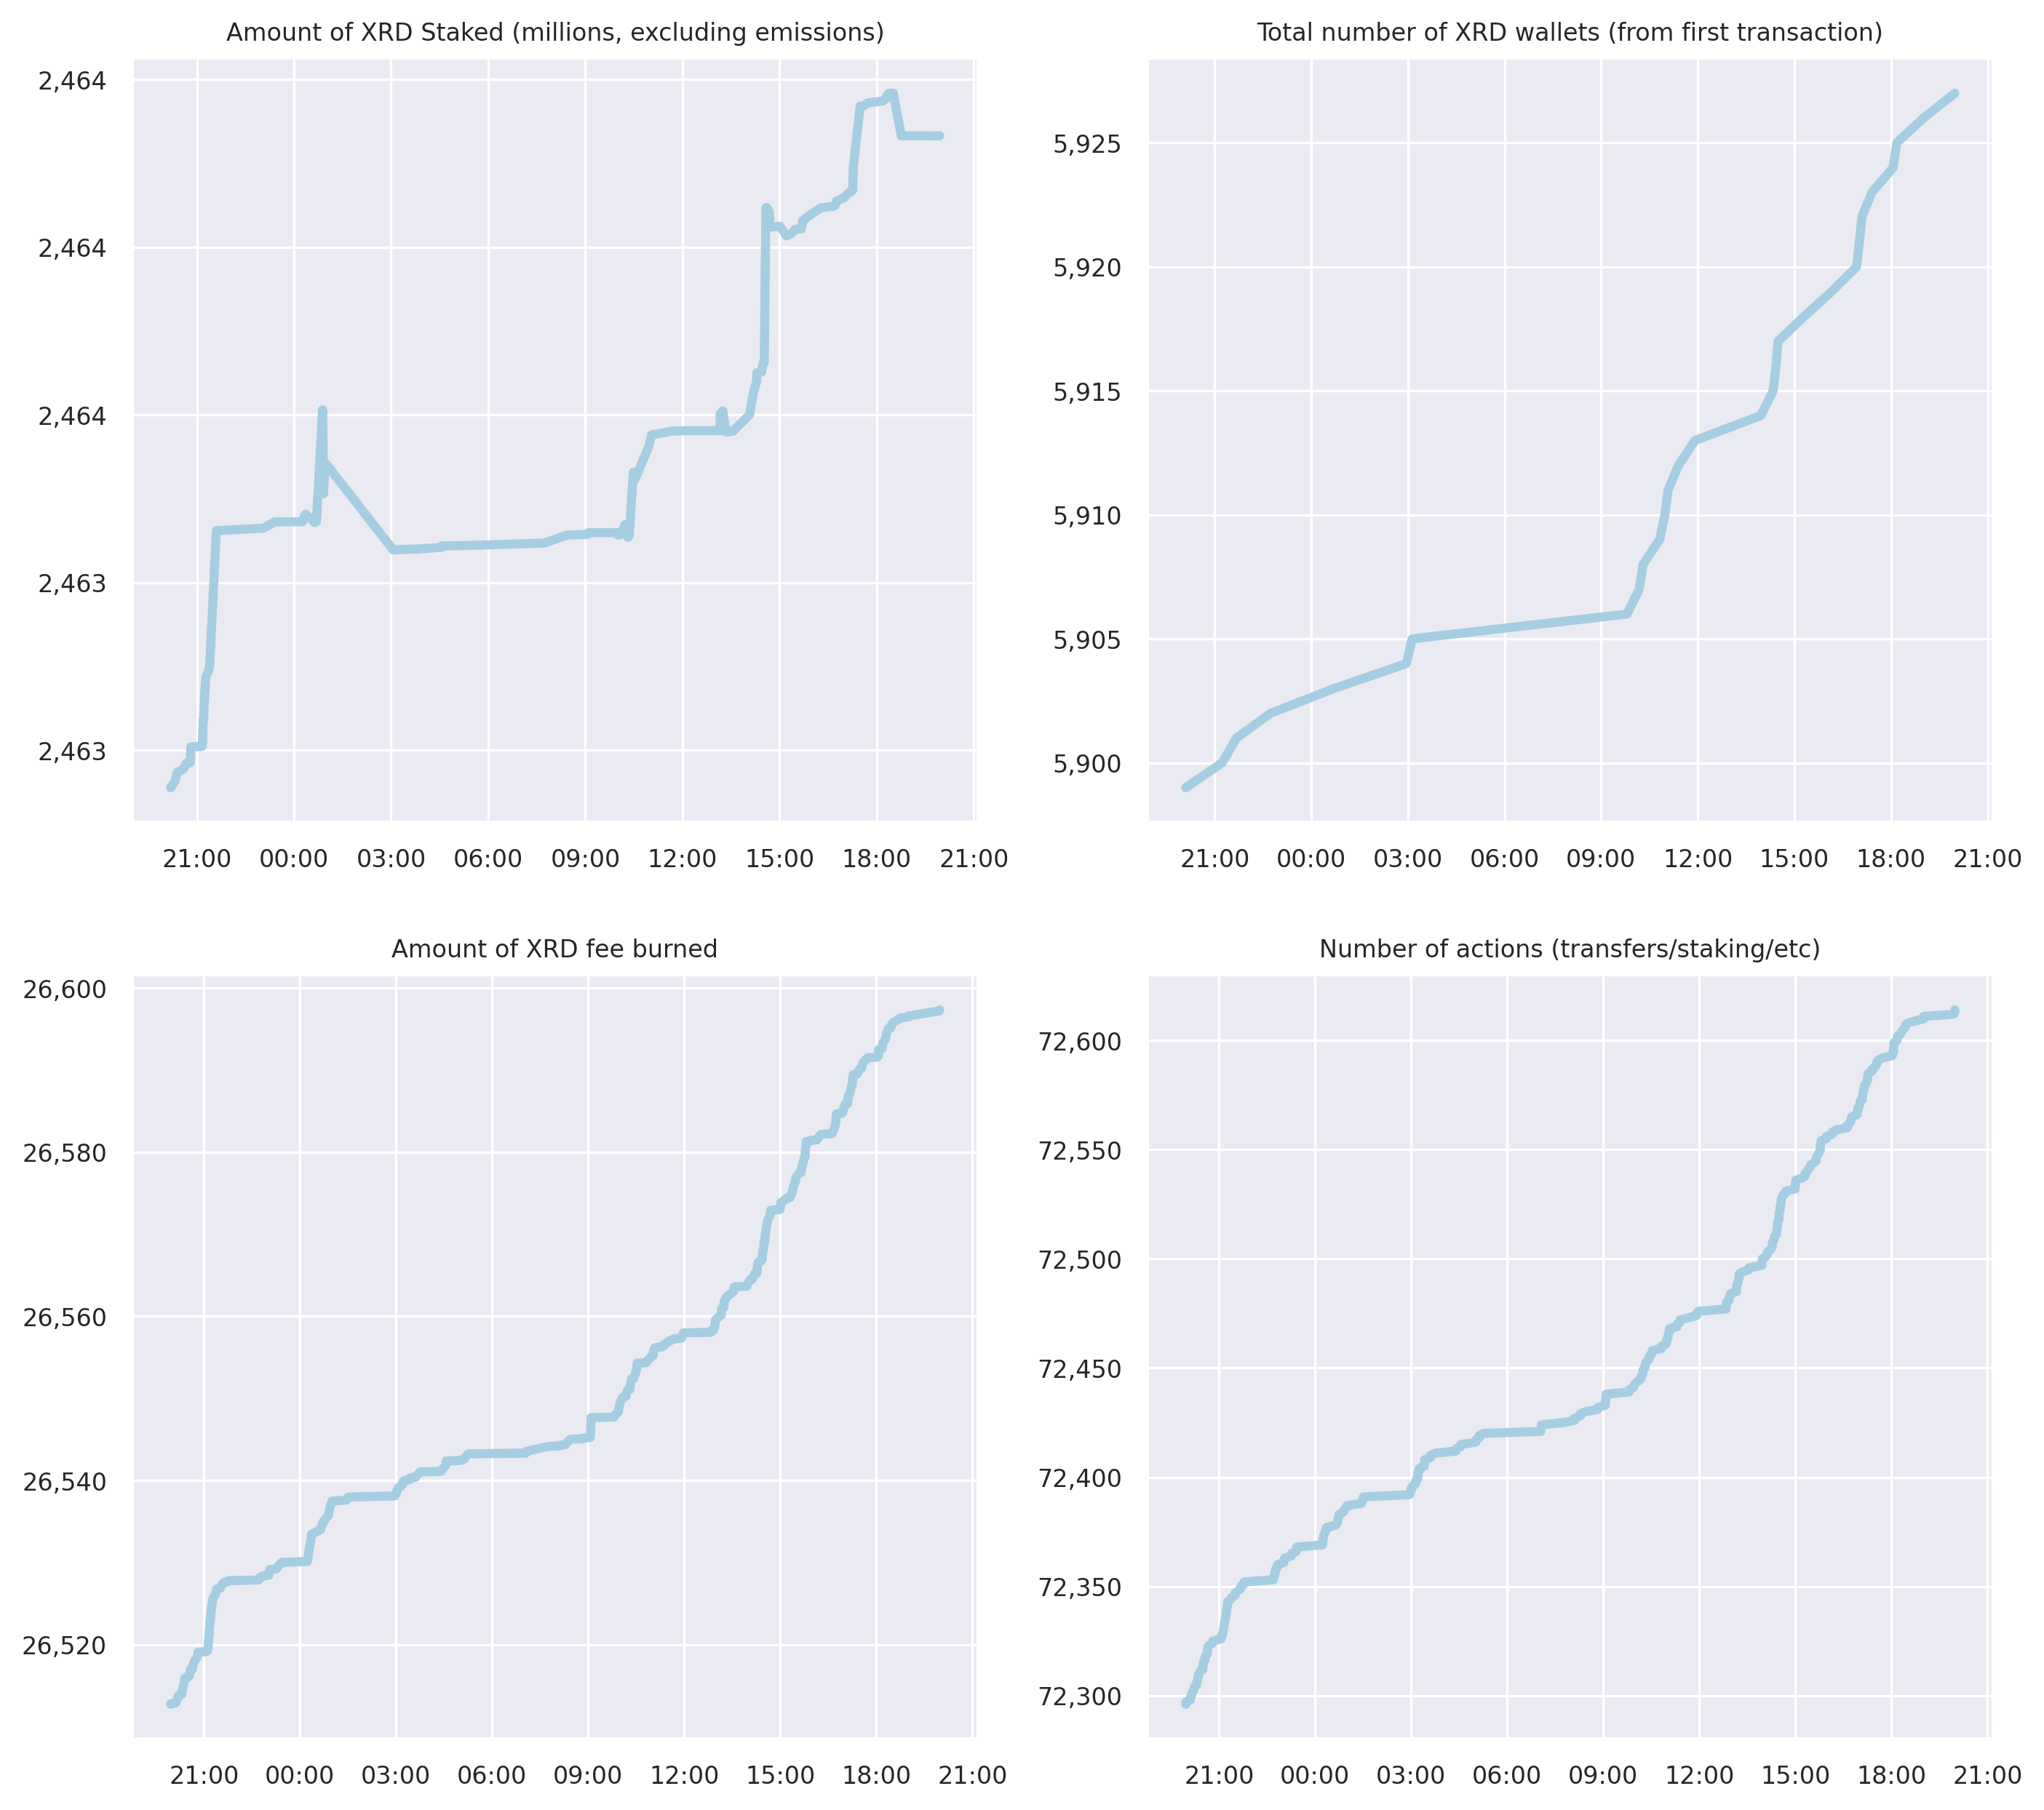 Amount of XRD Staked (millions, excluding emissions)
2,464
2,464
2,464
2,463
2,463
21:00 00:00 03:00 06:00 09:00 12:00 15:00 18:00 21:00
Total number of XRD wallets (from first transaction)
5,925
5,920
5,915
5,910
5,905
5,900
21:00 00:00 03:00 06:00 09:00 12:00 15:00 18:00 21:00
Amount of XRD fee burned
26,600
26,580
26,560
26,540
26,520
21:00 00:00 03:00 06:00 09:00 12:00 15:00 18:00 21:00
Number of actions (transfers/staking/etc)
72,600
72,550
72,500
72,450
72,400
72,350
72,300
21:00 00:00 03:00 06:00 09:00 12:00 15:00 18:00 21:00